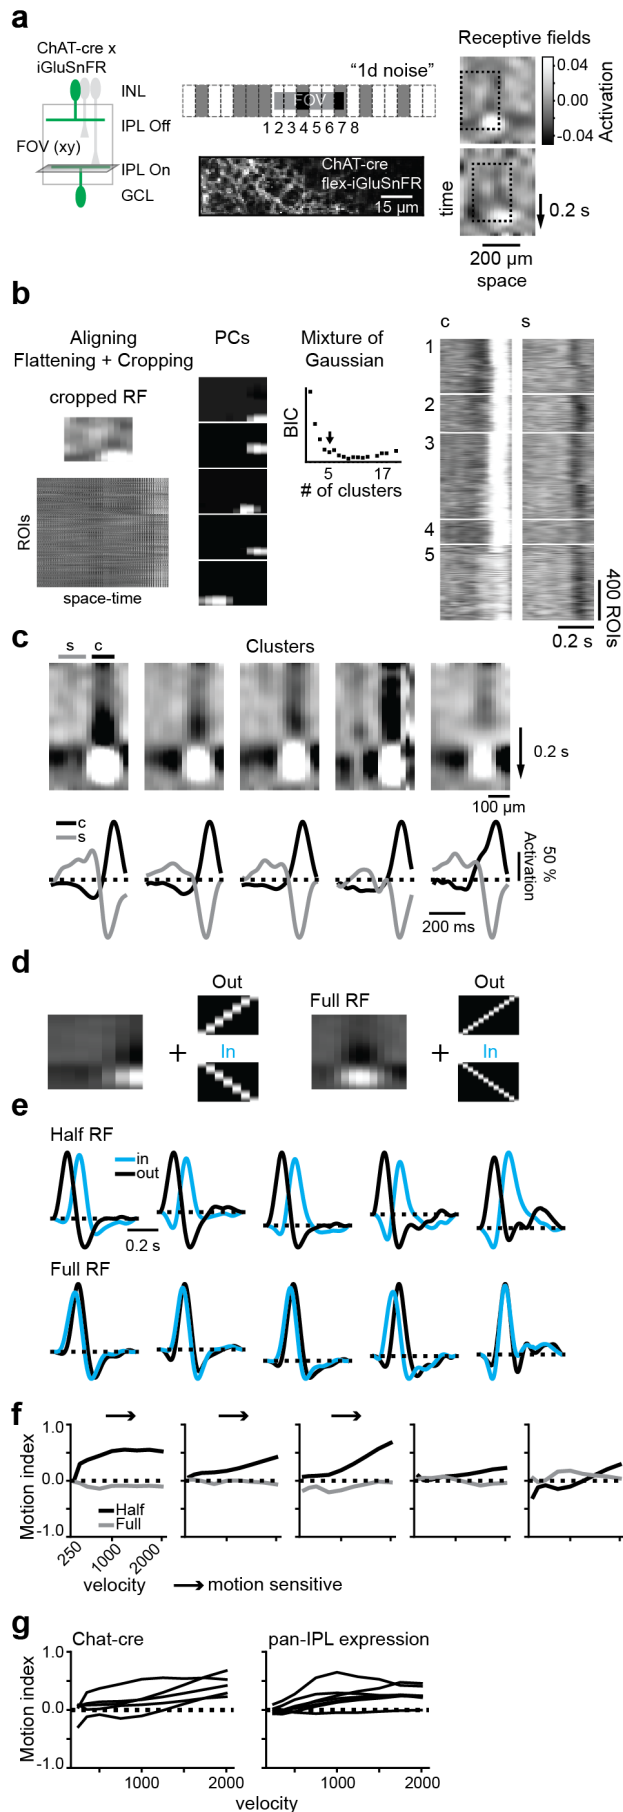 a
ChAT-cre x
iGluSnFR
INL
IPL Off
FOV (xy)
IPL On
GCL
"1d noise"
FOV
1 2 3 4 5 6 7 8
ChAT-cre
flex-iGluSnFR
15 µm
Receptive fields
0.04
0.00
-0.04
Activation
time
0.2 s
200 µm
space
b
Aligning
Flattening + Cropping
cropped RF
ROIs
space-time
PCs
Mixture of
Gaussian
BIC
5 17
# of clusters
c s
1
2
3
4
5
400 ROIs
0.2 s
c
s c
Clusters
0.2 s
100 µm
c
s
50 %
Activation
200 ms
d
Out
+
In
Full RF
Out
+
In
e
Half RF
in
out
0.2 s
Full RF
f
1.0
0.0
-1.0
Motion index
Half
Full
250 1000 2000
velocity
motion sensitive
g
Chat-cre
pan-IPL expression
1.0
0.0
-1.0
Motion index
1000 2000
1000 2000
velocity